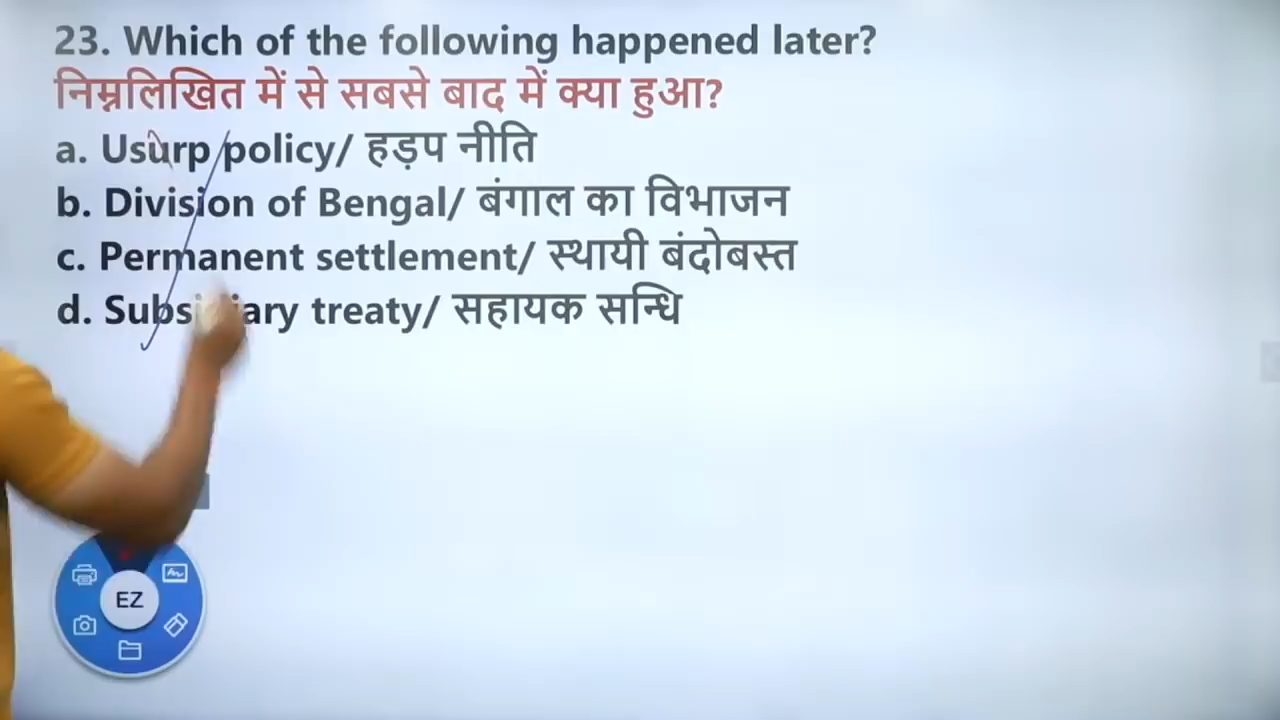 23. Which of the following happened later?
निम्नलिखित में से सबसे बाद में क्या हुआ?
a. Usurp policy/ हड़प नीति
b. Division of Bengal/ बंगाल का विभाजन
c. Permanent settlement/ स्थायी बंदोबस्त
d. Subsidiary treaty/ सहायक सन्धि
EZ